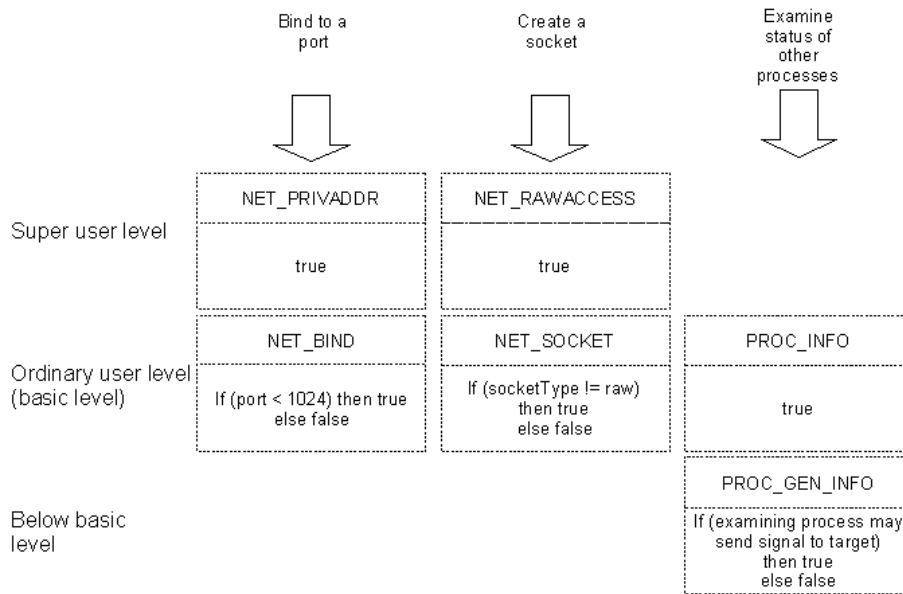 Bind to a
port
Create a
socket
Examine
status of
other
processes
Super user level
NET_PRIVADDR
true
NET_RAWACCESS
true
Ordinary user level
(basic level)
NET_BIND
If (port < 1024) then true
else false
NET_SOCKET
If (socketType != raw)
then true
else false
PROC_INFO
true
Below basic
level
PROC_GEN_INFO
If (examining process may
send signal to target)
then true
else false